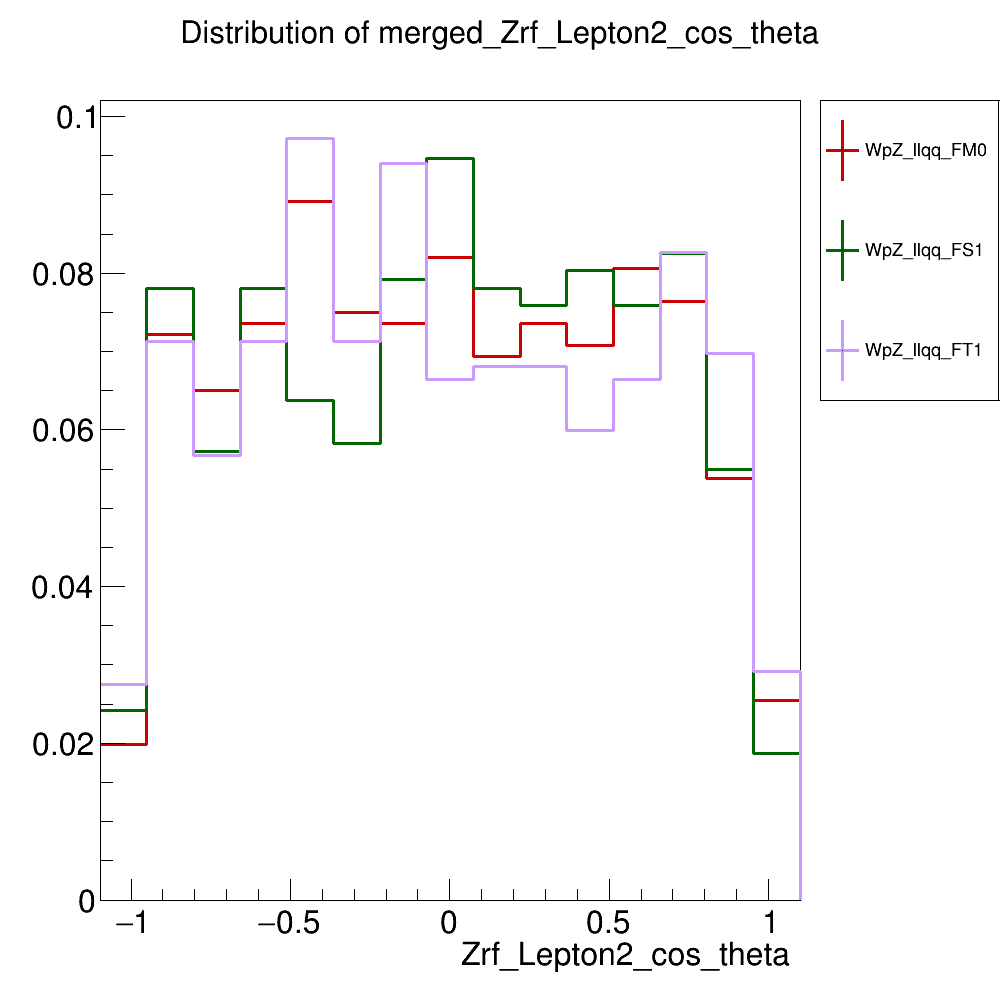 Distribution of merged_Zrf_Lepton2_cos_theta
0.1
0.08
0.06
0.04
0.02
0
−1
−0.5
0
0.5
1
Zrf_Lepton2_cos_theta
WpZ_llqq_FM0
WpZ_llqq_FS1
WpZ_llqq_FT1